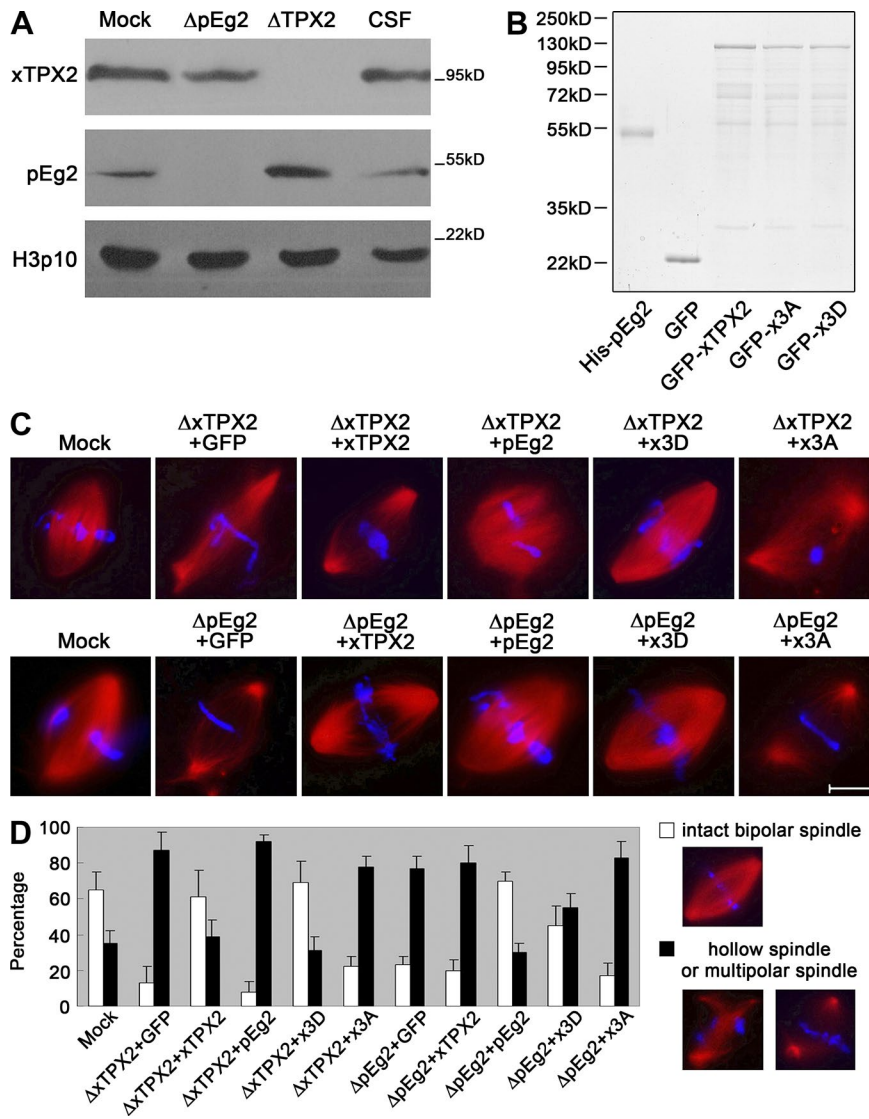 A
Mock ΔpEg2 ΔTPX2 CSF
xTPX2
95kD
pEg2
55kD
H3p10
22kD
B
250kD
130kD
95kD
72kD
55kD
35kD
22kD
His-pEg2
GFP
GFP-xTPX2
GFP-x3A
GFP-x3D
C
Mock
ΔxTPX2
+GFP
ΔxTPX2
+xTPX2
ΔxTPX2
+pEg2
ΔxTPX2
+x3D
ΔxTPX2
+x3A
Mock
ΔpEg2
+GFP
ΔpEg2
+xTPX2
ΔpEg2
+pEg2
ΔpEg2
+x3D
ΔpEg2
+x3A
D
Percentage
100
80
60
40
20
0
Mock
ΔxTPX2+GFP
ΔxTPX2+xTPX2
ΔxTPX2+pEg2
ΔxTPX2+x3D
ΔxTPX2+x3A
ΔpEg2+GFP
ΔpEg2+xTPX2
ΔpEg2+pEg2
ΔpEg2+x3D
ΔpEg2+x3A
intact bipolar spindle
hollow spindle
or multipolar spindle